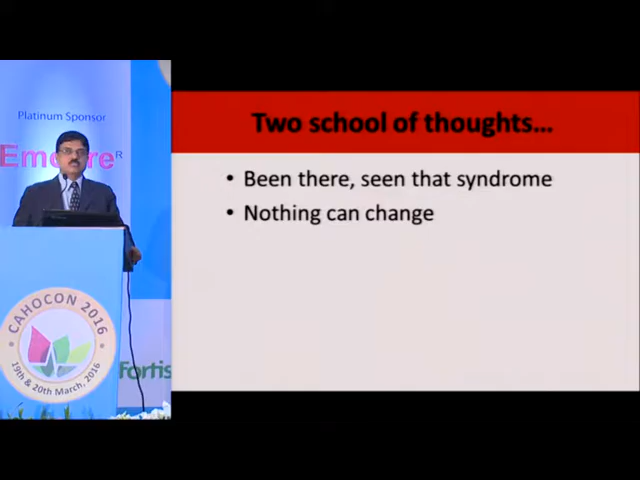 Platinum Sponsor
Two school of thoughts...
• Been there, seen that syndrome
• Nothing can change
CAHOCON 2016
19th & 20th March, 2016
Fortis